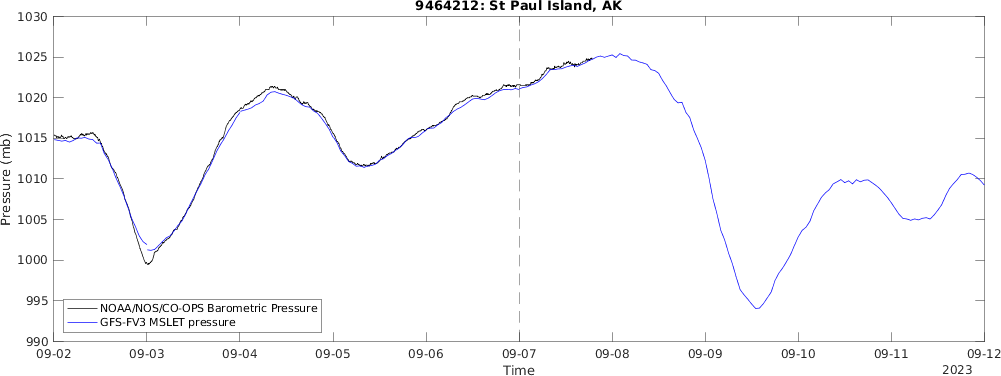 9464212: St Paul Island, AK
1030
1025
1020
1015
1010
1005
1000
995
990
Pressure (mb)
NOAA/NOS/CO-OPS Barometric Pressure
GFS-FV3 MSLET pressure
09-02 09-03 09-04 09-05 09-06 09-07 09-08 09-09 09-10 09-11 09-12
Time
2023